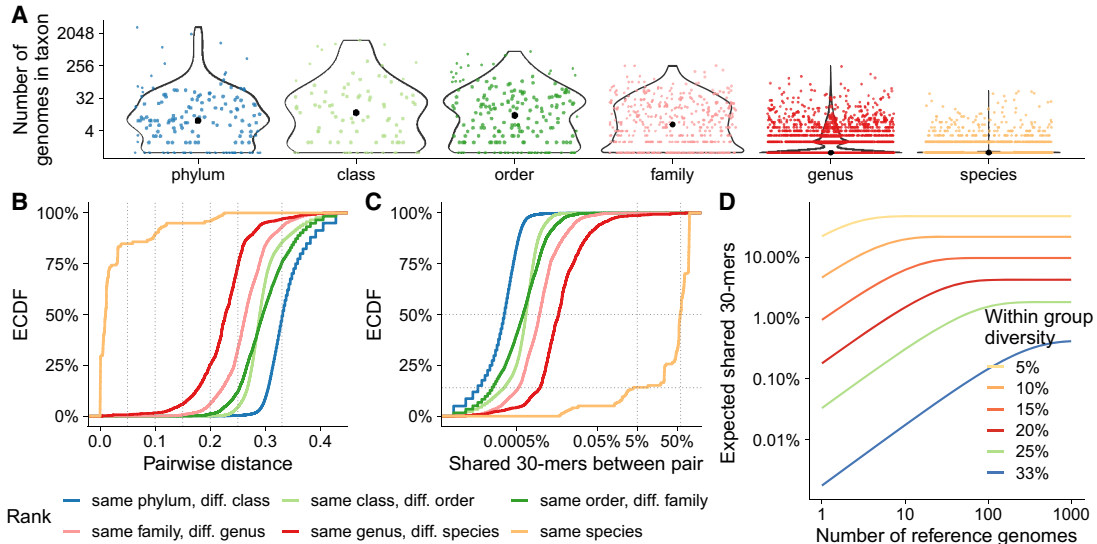 A
Number of
genomes in taxon
2048
256
32
4
phylum
class
order
family
genus
species
B
ECDF
100%
75%
50%
25%
0%
0.0
0.1
0.2
0.3
0.4
Pairwise distance
C
ECDF
100%
75%
50%
25%
0%
0.0005%
0.05%
5%
50%
Shared 30-mers between pair
D
Expected shared 30-mers
10.00%
1.00%
0.10%
0.01%
1
10
100
1000
Number of reference genomes
Within group
diversity
5%
10%
15%
20%
25%
33%
Rank
same phylum, diff. class
same class, diff. order
same order, diff. family
same family, diff. genus
same genus, diff. species
same species